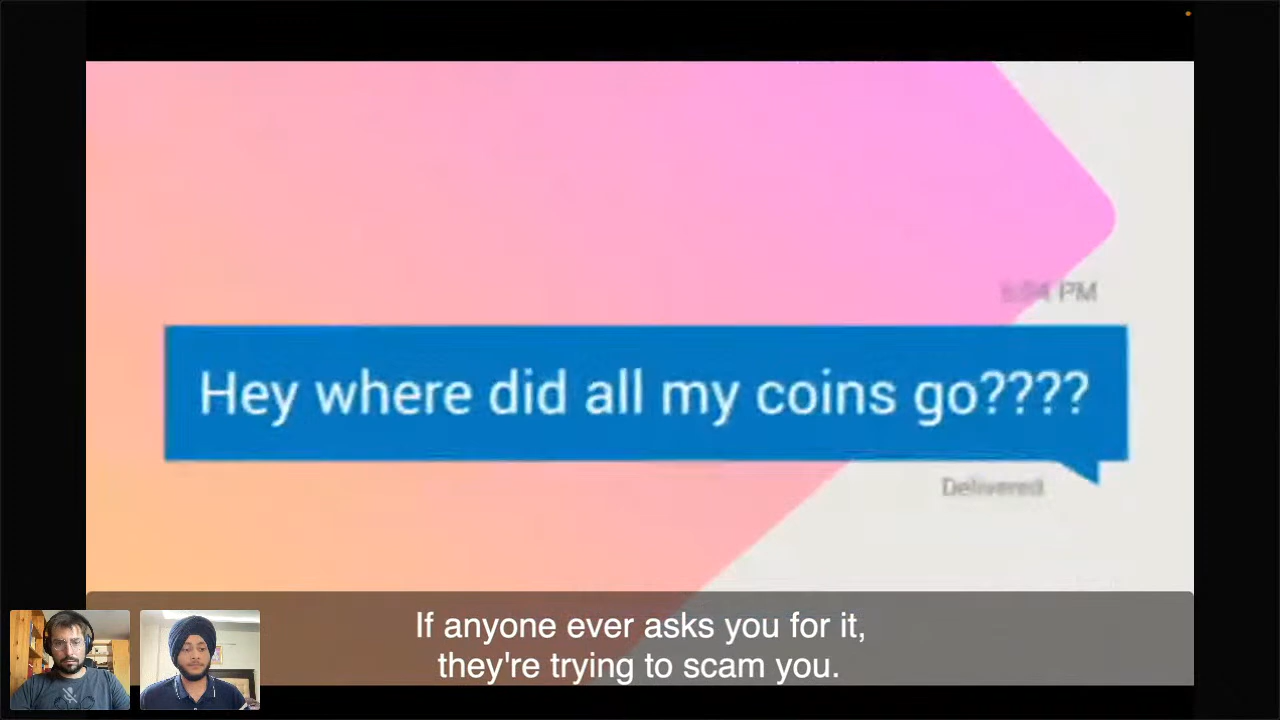 PM
Hey where did all my coins go????
Delivered
If anyone ever asks you for it,
they're trying to scam you.